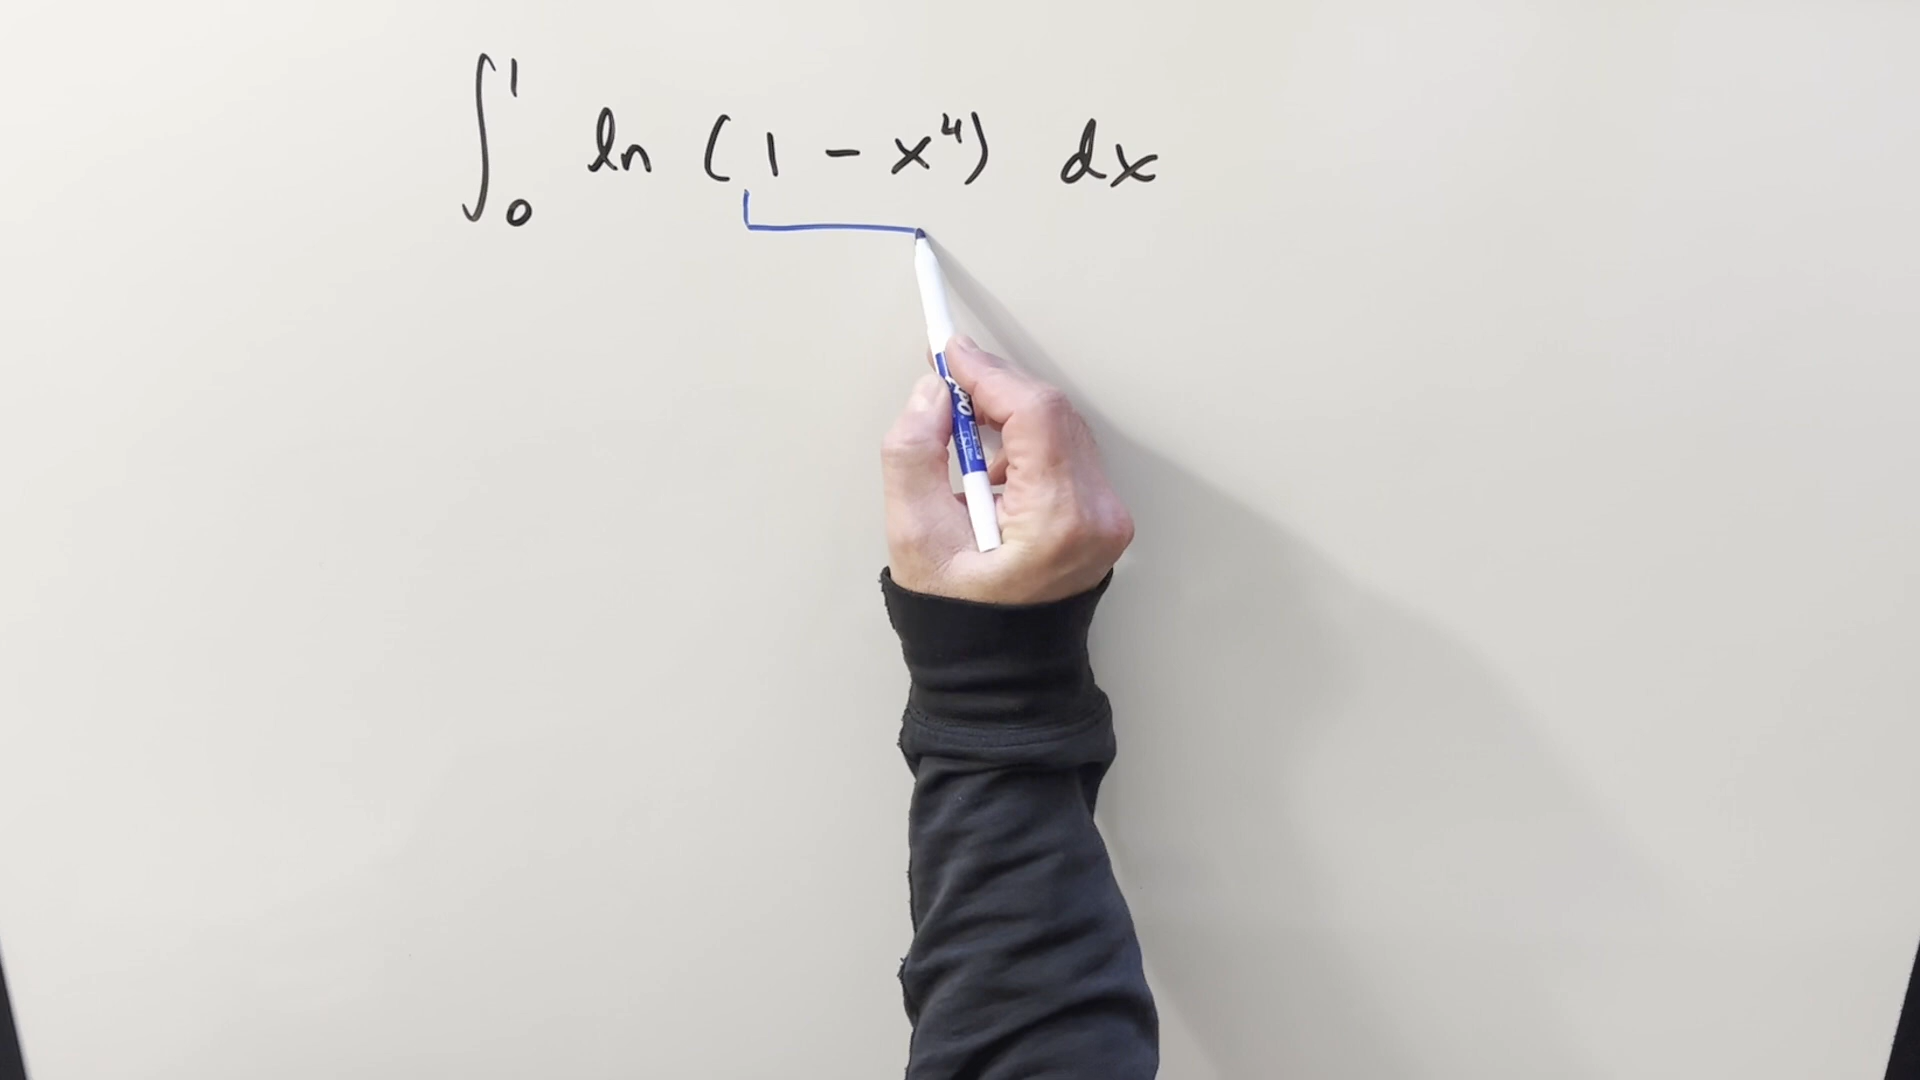 ∫₀¹ ln (1 - x⁴) dx